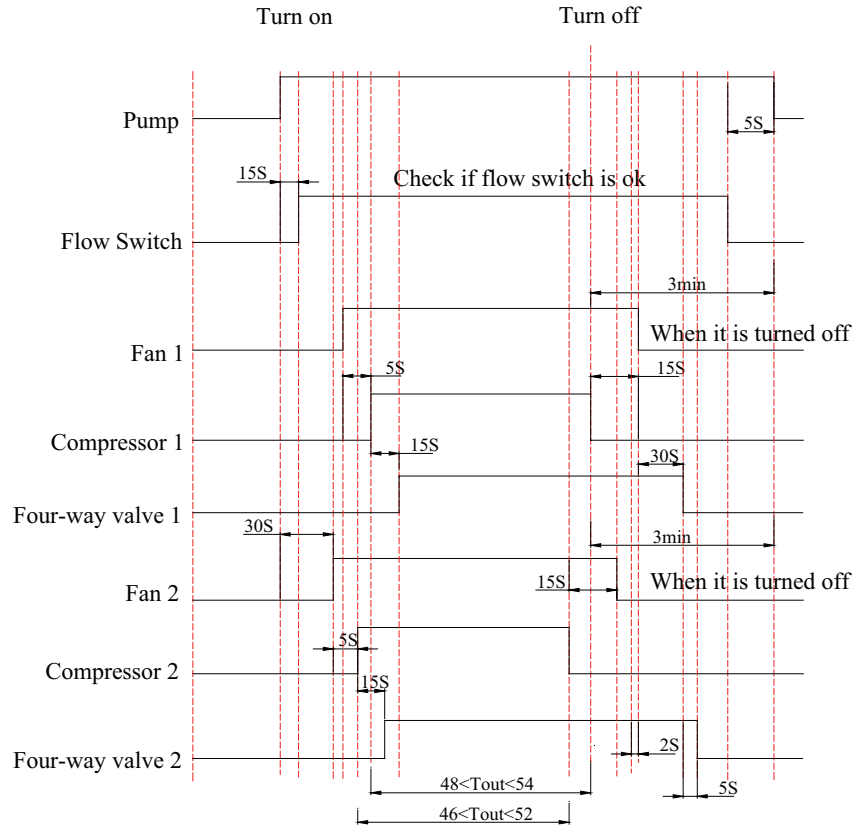 Turn on
Turn off
Pump
5S
15S
Check if flow switch is ok
Flow Switch
3min
Fan 1
When it is turned off
5S
15S
Compressor 1
15S
30S
Four-way valve 1
30S
3min
Fan 2
15S
When it is turned off
5S
Compressor 2
15S
Four-way valve 2
2S
48<Tout<54
5S
46<Tout<52